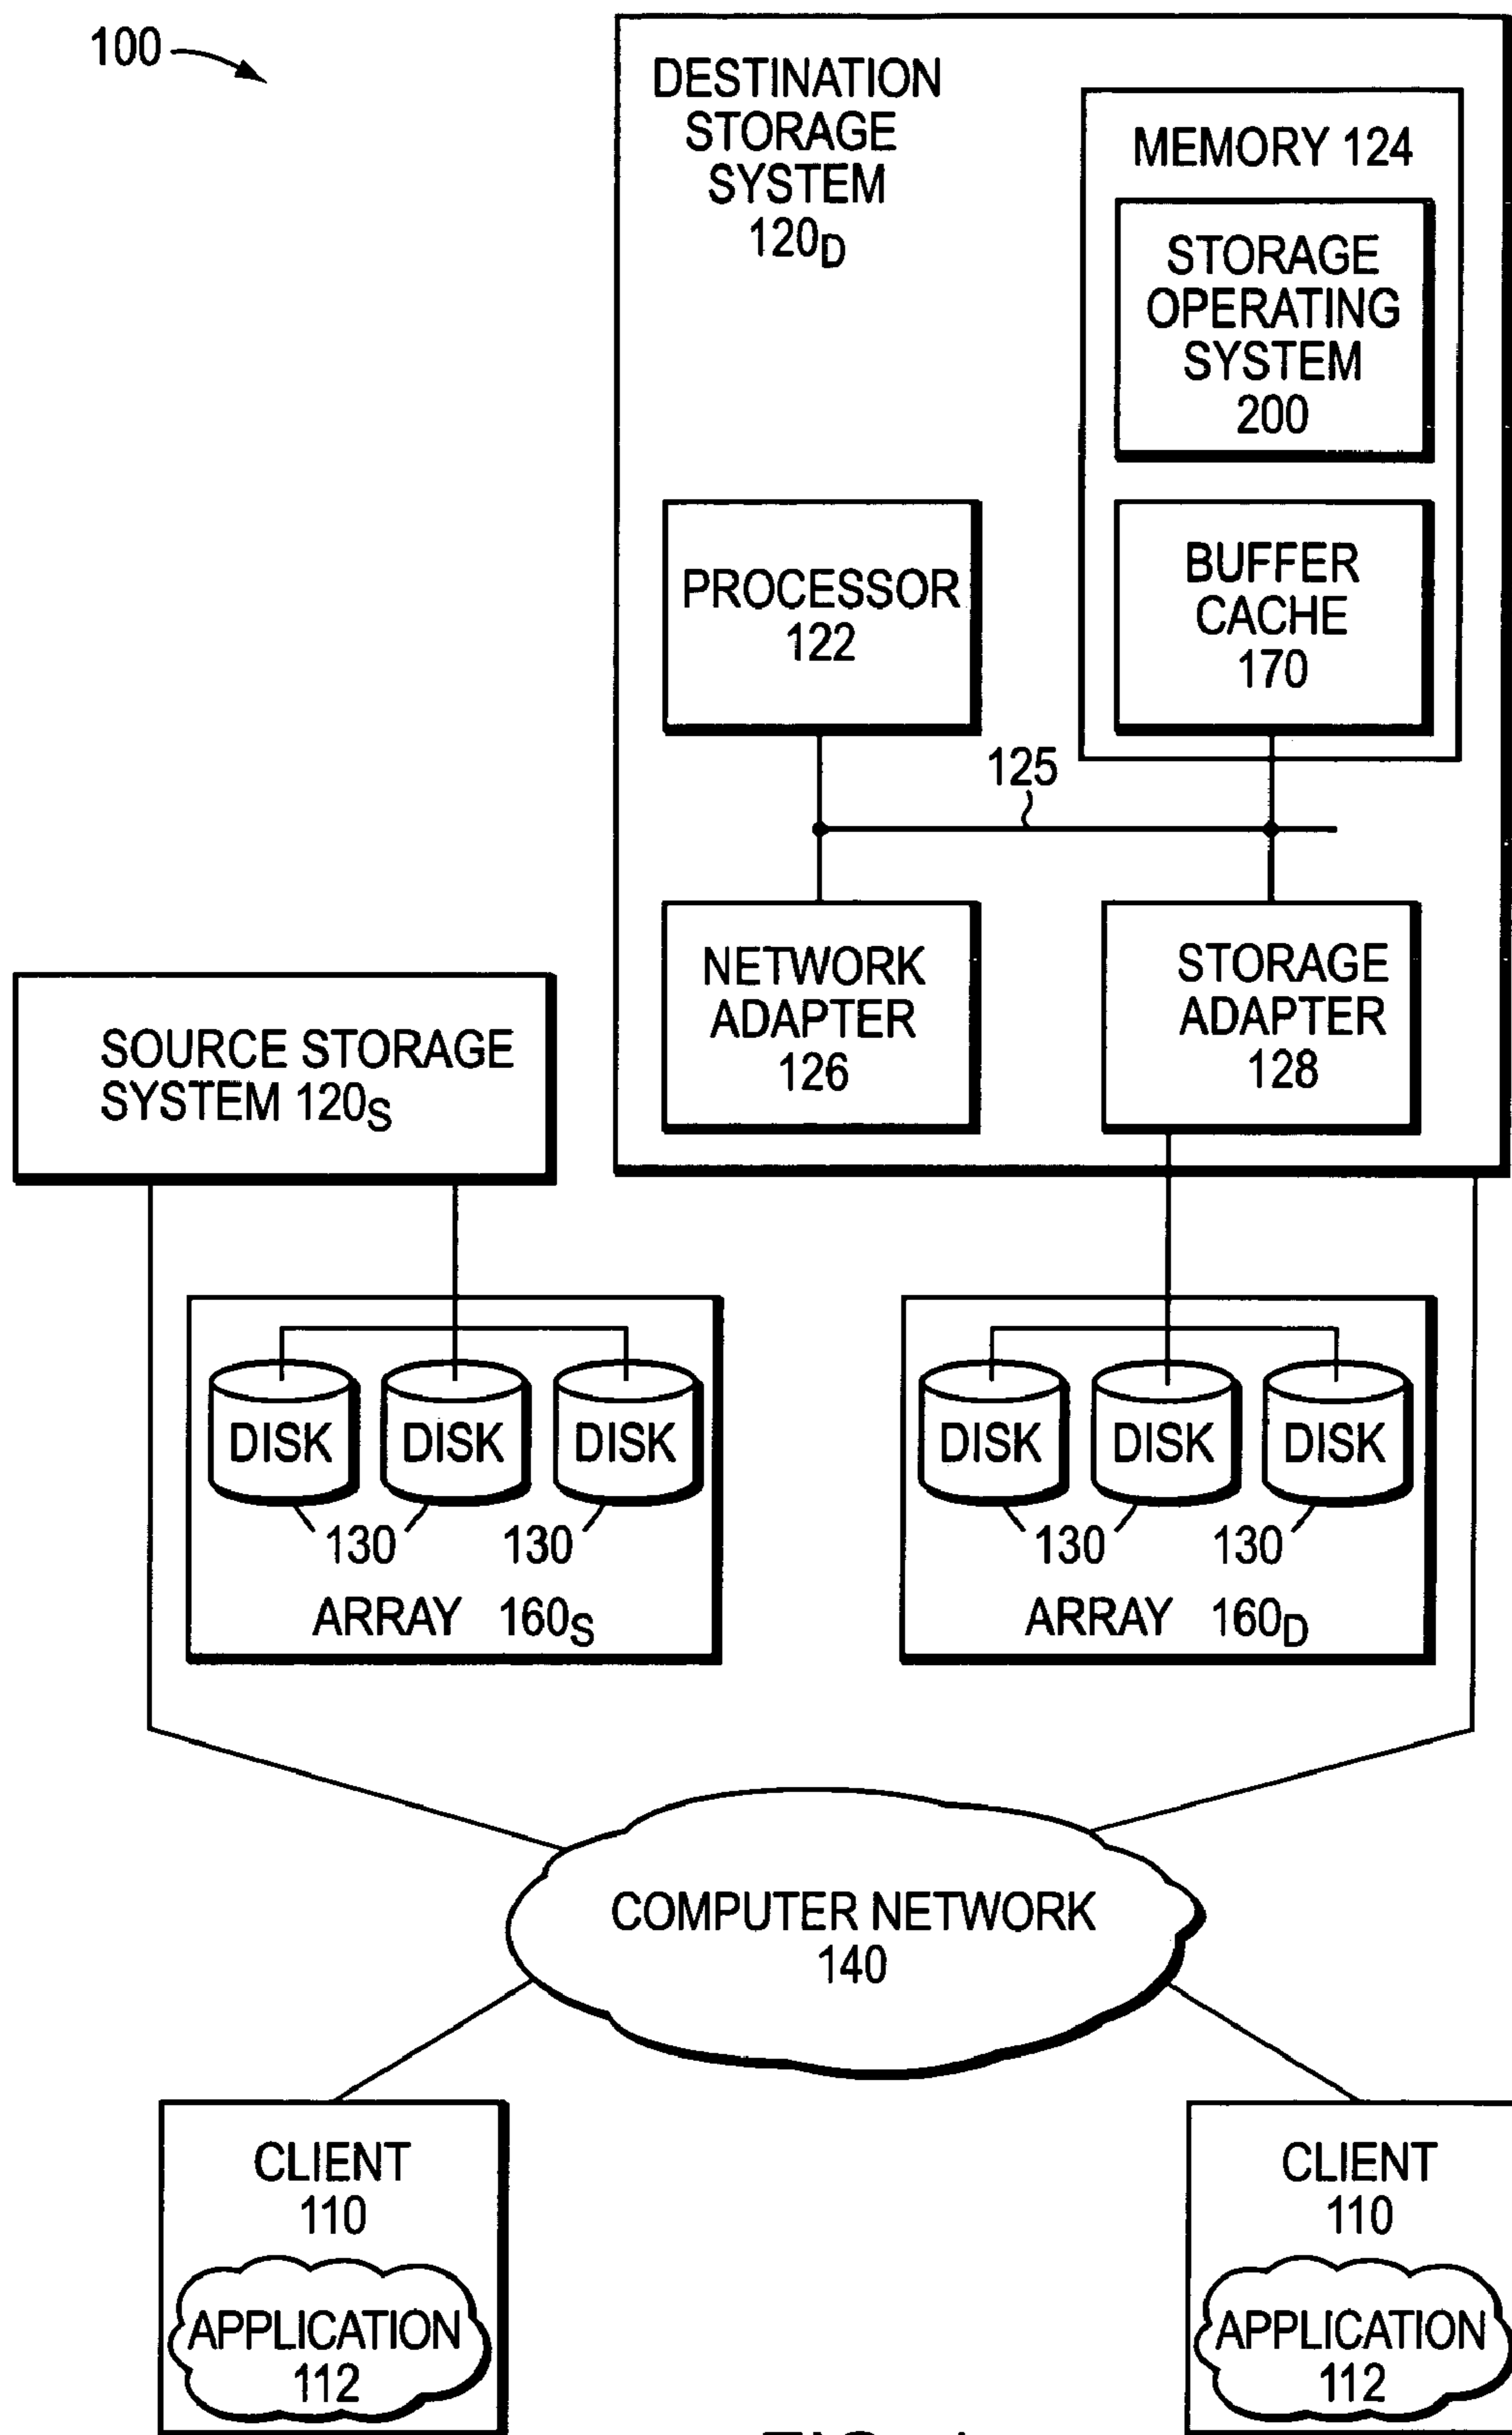 100
DESTINATION
STORAGE
SYSTEM
120D
MEMORY 124
STORAGE
OPERATING
SYSTEM
200
PROCESSOR
122
BUFFER
CACHE
170
125
NETWORK
ADAPTER
126
STORAGE
ADAPTER
128
SOURCE STORAGE
SYSTEM 120S
DISK DISK DISK
130 130
ARRAY 160S
DISK DISK DISK
130 130
ARRAY 160D
COMPUTER NETWORK
140
CLIENT
110
APPLICATION
112
CLIENT
110
APPLICATION
112